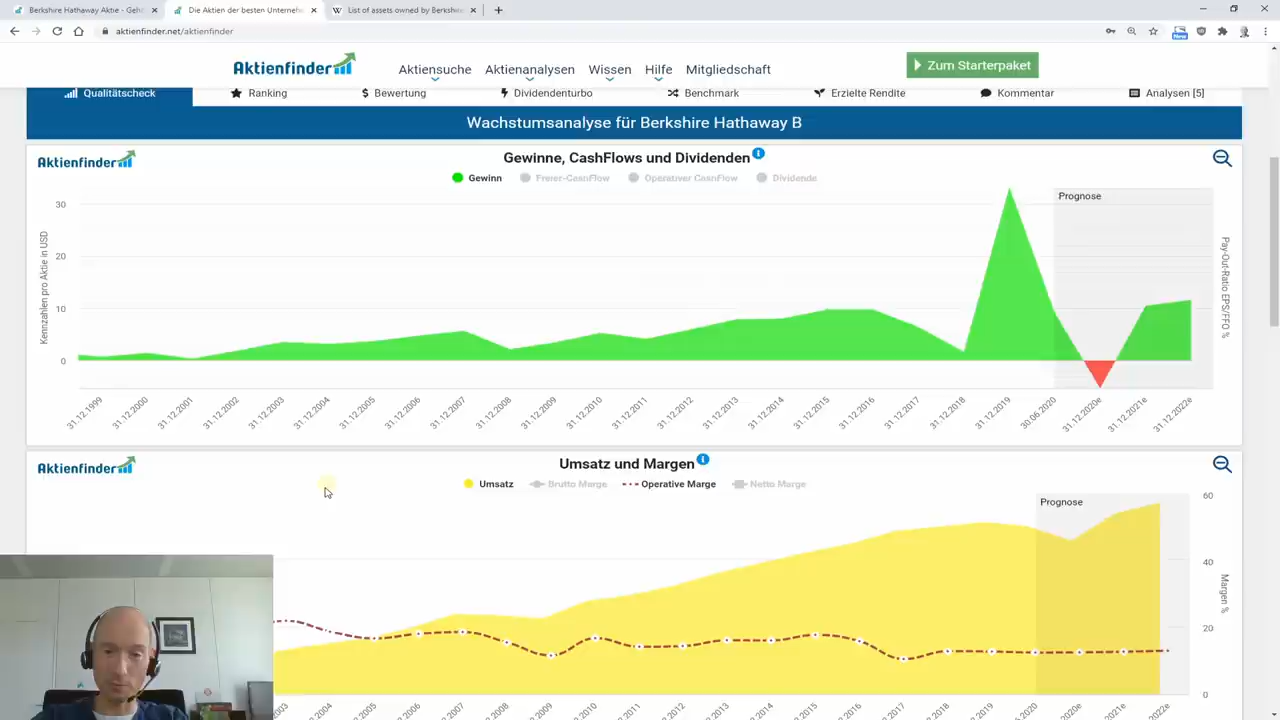 Berkshire Hathaway Aktie - Geh
Die Aktien der besten Unterneh
List of assets owned by Berkshire
aktienfinder.net/aktienfinder
Aktienfinder
Aktiensuche
Aktienanalysen
Wissen
Hilfe
Mitgliedschaft
Zum Starterpaket
Qualitätscheck
Ranking
Bewertung
Dividendenturbo
Benchmark
Erzielte Rendite
Kommentar
Analysen [5]
Wachstumsanalyse für Berkshire Hathaway B
Aktienfinder
Gewinne, CashFlows und Dividenden
Gewinn
Freier-CashFlow
Operativer CashFlow
Dividende
Kennzahlen pro Aktie in USD
30
20
10
0
Prognose
Pay-Out-Ratio EPS/FFO %
31.12.1999
31.12.2000
31.12.2001
31.12.2002
31.12.2003
31.12.2004
31.12.2005
31.12.2006
31.12.2007
31.12.2008
31.12.2009
31.12.2010
31.12.2011
31.12.2012
31.12.2013
31.12.2014
31.12.2015
31.12.2016
31.12.2017
31.12.2018
31.12.2019
30.06.2020
31.12.2020e
31.12.2021e
31.12.2022e
Aktienfinder
Umsatz und Margen
Umsatz
Brutto Marge
Operative Marge
Netto Marge
Prognose
60
40
20
0
Margen %